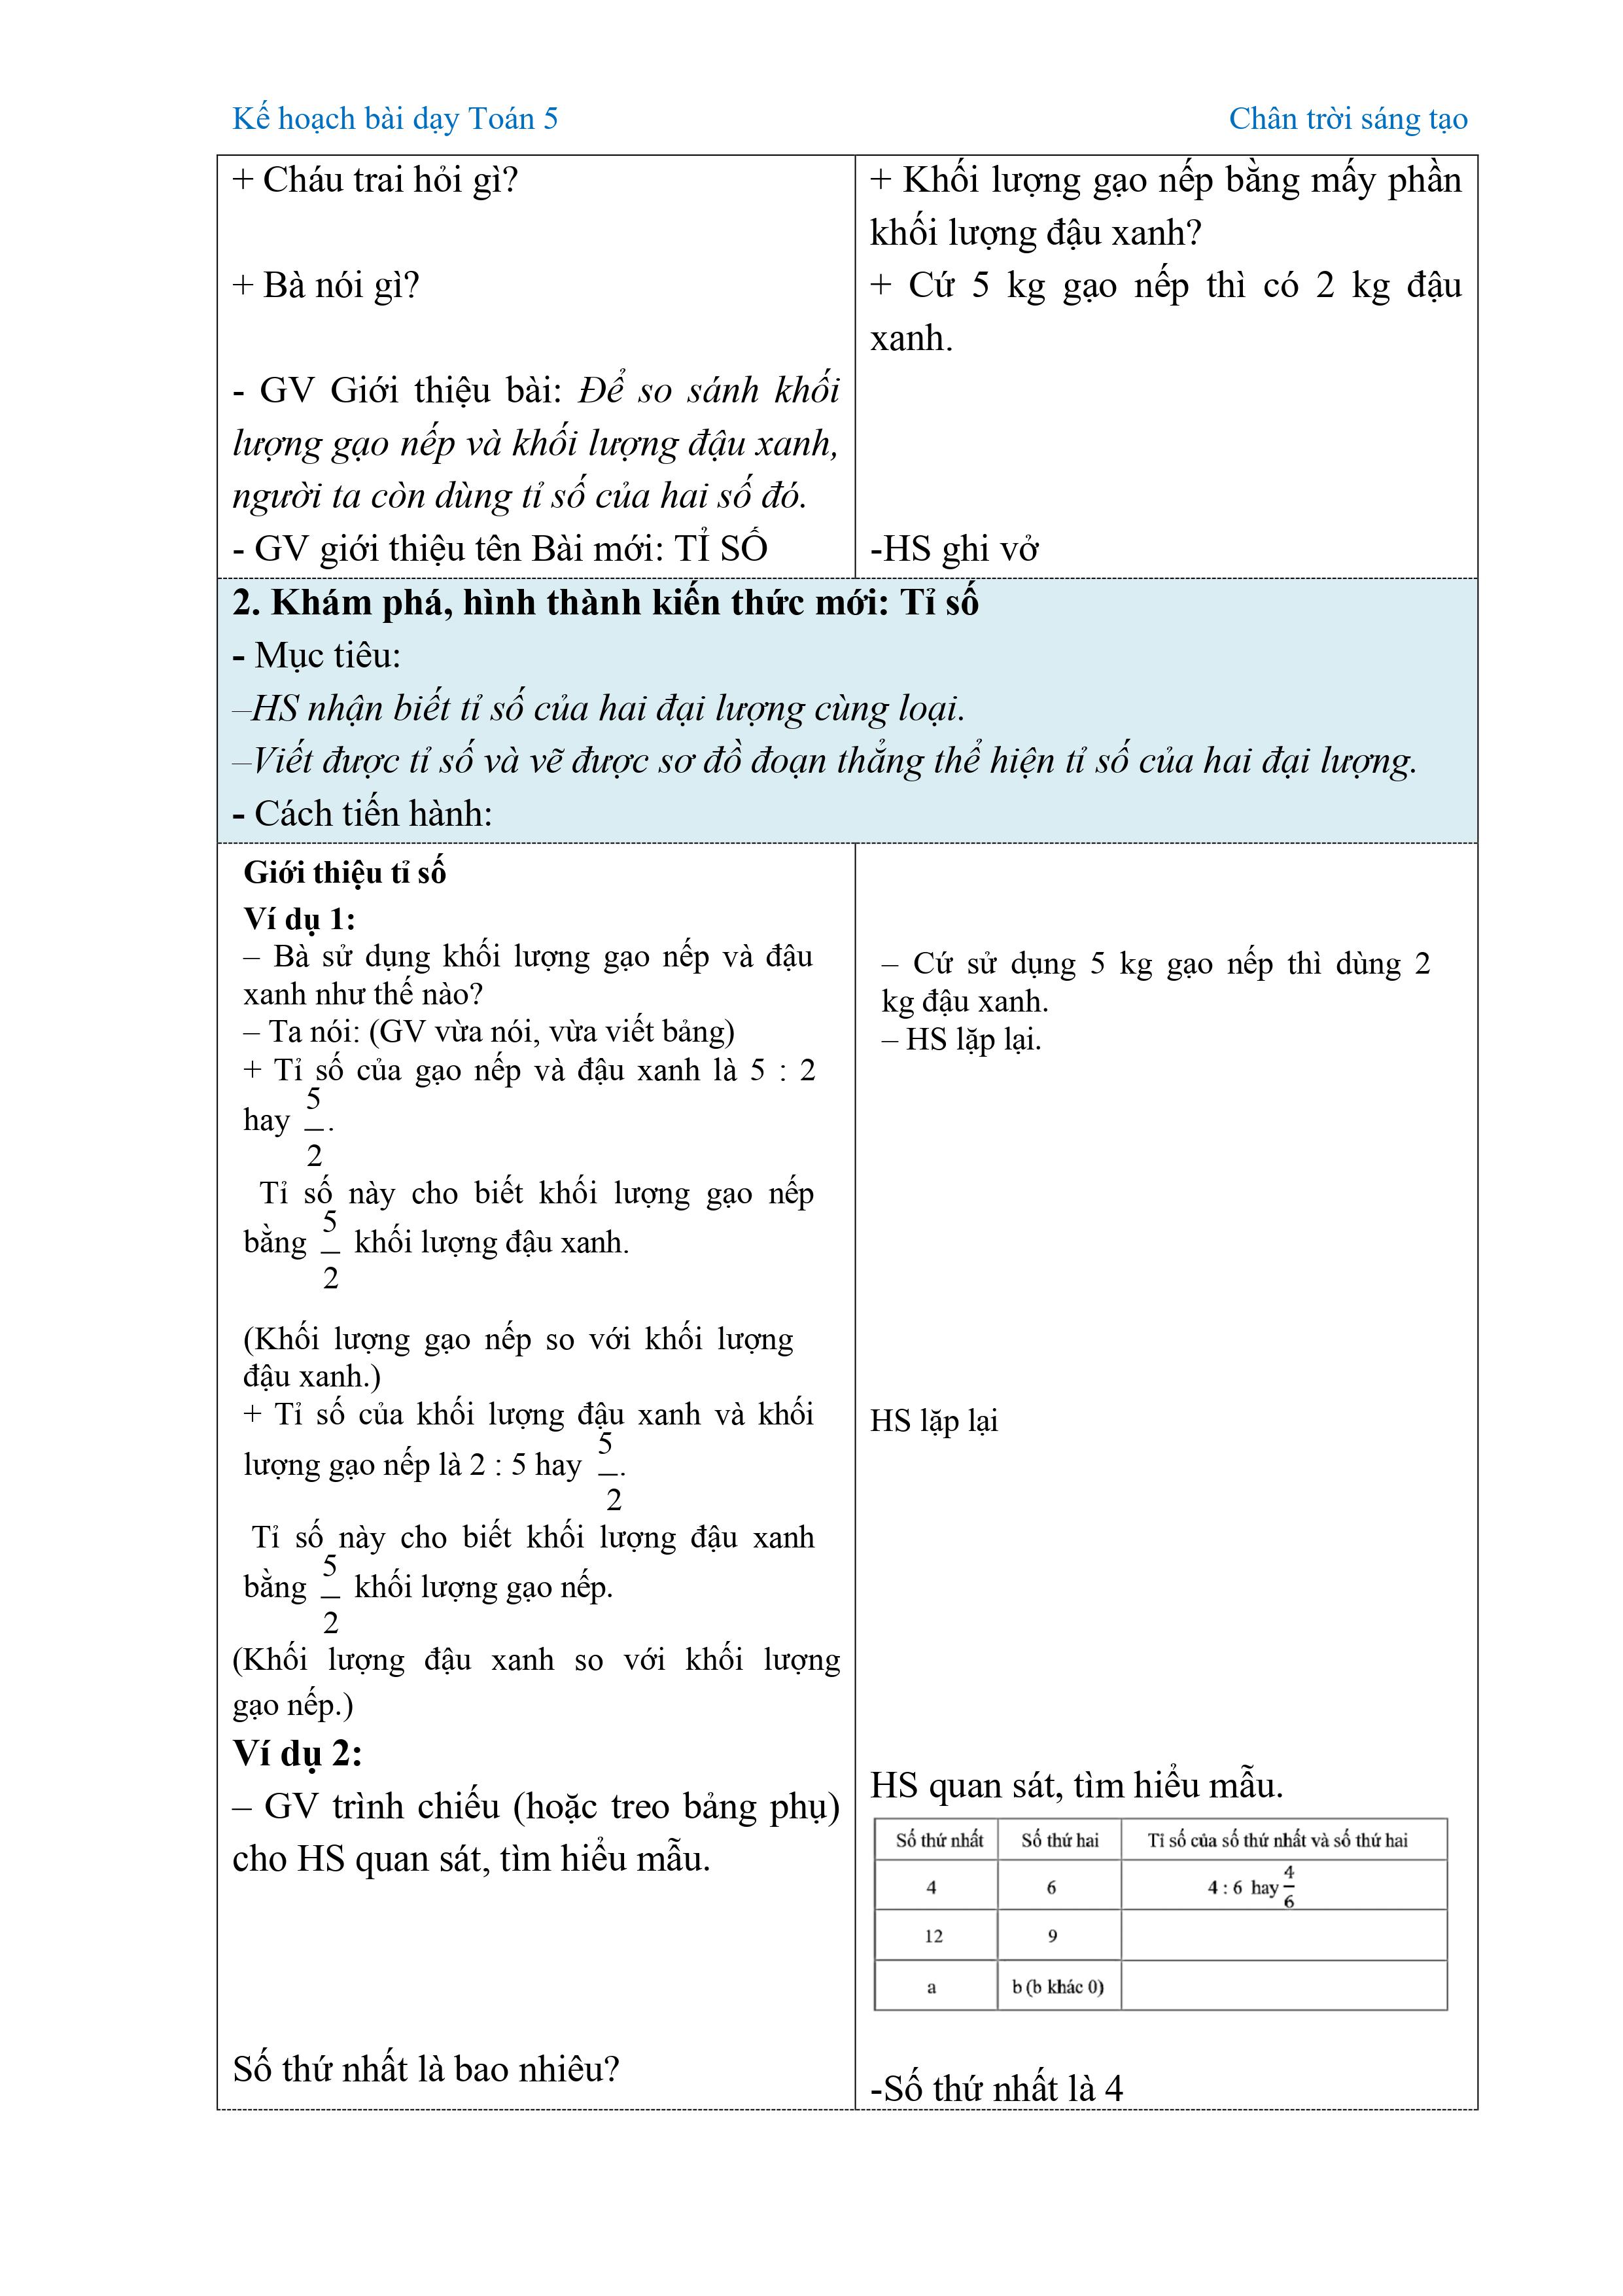 Kế hoạch bài dạy Toán 5
Chân trời sáng tạo
+ Cháu trai hỏi gì?
+ Bà nói gì?
- GV Giới thiệu bài: Để so sánh khối
lượng gạo nếp và khối lượng đậu xanh,
người ta còn dùng tỉ số của hai số đó.
- GV giới thiệu tên Bài mới: TỈ SỐ
+ Khối lượng gạo nếp bằng mấy phần
khối lượng đậu xanh?
+ Cứ 5 kg gạo nếp thì có 2 kg đậu
xanh.
-HS ghi vở
2. Khám phá, hình thành kiến thức mới: Tỉ số
- Mục tiêu:
–HS nhận biết tỉ số của hai đại lượng cùng loại.
–Viết được tỉ số và vẽ được sơ đồ đoạn thẳng thể hiện tỉ số của hai đại lượng.
- Cách tiến hành:
Giới thiệu tỉ số
Ví dụ 1:
– Bà sử dụng khối lượng gạo nếp và đậu
xanh như thế nào?
– Ta nói: (GV vừa nói, vừa viết bảng)
+ Tỉ số của gạo nếp và đậu xanh là 5 : 2
hay 5/2.
Tỉ số này cho biết khối lượng gạo nếp
bằng 5/2 khối lượng đậu xanh.
(Khối lượng gạo nếp so với khối lượng
đậu xanh.)
+ Tỉ số của khối lượng đậu xanh và khối
lượng gạo nếp là 2 : 5 hay 5/2.
Tỉ số này cho biết khối lượng đậu xanh
bằng 5/2 khối lượng gạo nếp.
(Khối lượng đậu xanh so với khối lượng
gạo nếp.)
Ví dụ 2:
– GV trình chiếu (hoặc treo bảng phụ)
cho HS quan sát, tìm hiểu mẫu.
Số thứ nhất là bao nhiêu?
– Cứ sử dụng 5 kg gạo nếp thì dùng 2
kg đậu xanh.
– HS lặp lại.
HS lặp lại
HS quan sát, tìm hiểu mẫu.
Số thứ nhất Số thứ hai Tỉ số của số thứ nhất và số thứ hai
4 6 4 : 6 hay 4/6
12 9
a b (b khác 0)
-Số thứ nhất là 4